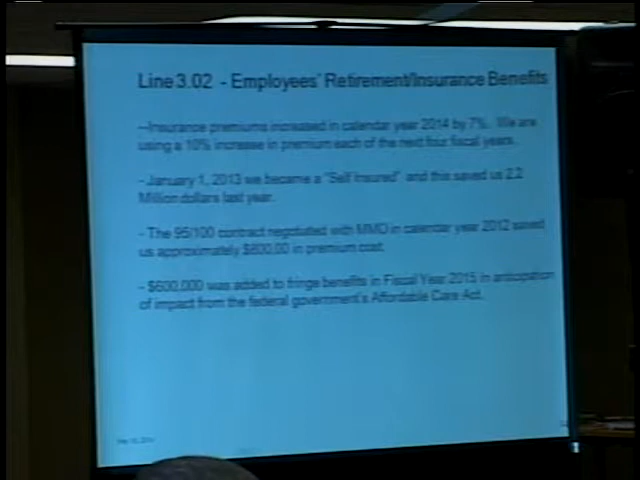 Line 3.02 - Employees' Retirement/Insurance Benefits
--Insurance premiums increased in calendar year 2014 by 7%. We are
using a 10% increase in premium each of the next four fiscal years.
- January 1, 2013 we became a "Self Insured" and this saved us 2.2
Million dollars last year.
- The 95/100 contract negotiated with MMO in calendar year 2012 saved
us approximately $800,00 in premium cost.
- $600,000 was added to fringe benefits in Fiscal Year 2015 in anticipation
of impact from the federal government's Affordable Care Act.